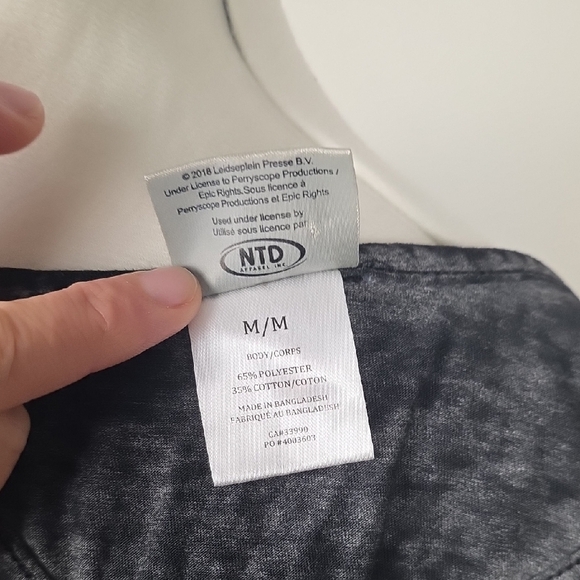 © 2018 Leidseplein Presse B.V.
Under License to Perryscope Productions /
Epic Rights.Sous licence à
Perryscope Productions et Epic Rights
Used under license by
Utilisé sous licence par
NTD
APPAREL INC
M/M
BODY/CORPS
65% POLYESTER
35% COTTON/COTON
MADE IN BANGLADESH
FABRIQUÉ AU BANGLADESH
CA#33990
PO #4003603